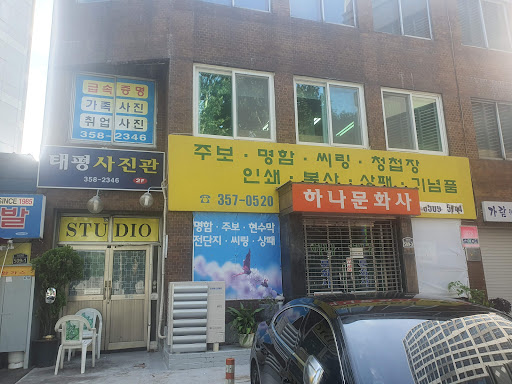 급속 증명
가족 사진
취업 사진
358-2346
태평사진관
358-2346
STUDIO
SINCE 1985
발
주보·명함·씨링·청첩장
인쇄·복사·상패·기념품
☎ 357-0520
하나문화사
명함·주보·현수막
전단지·씨링·상패